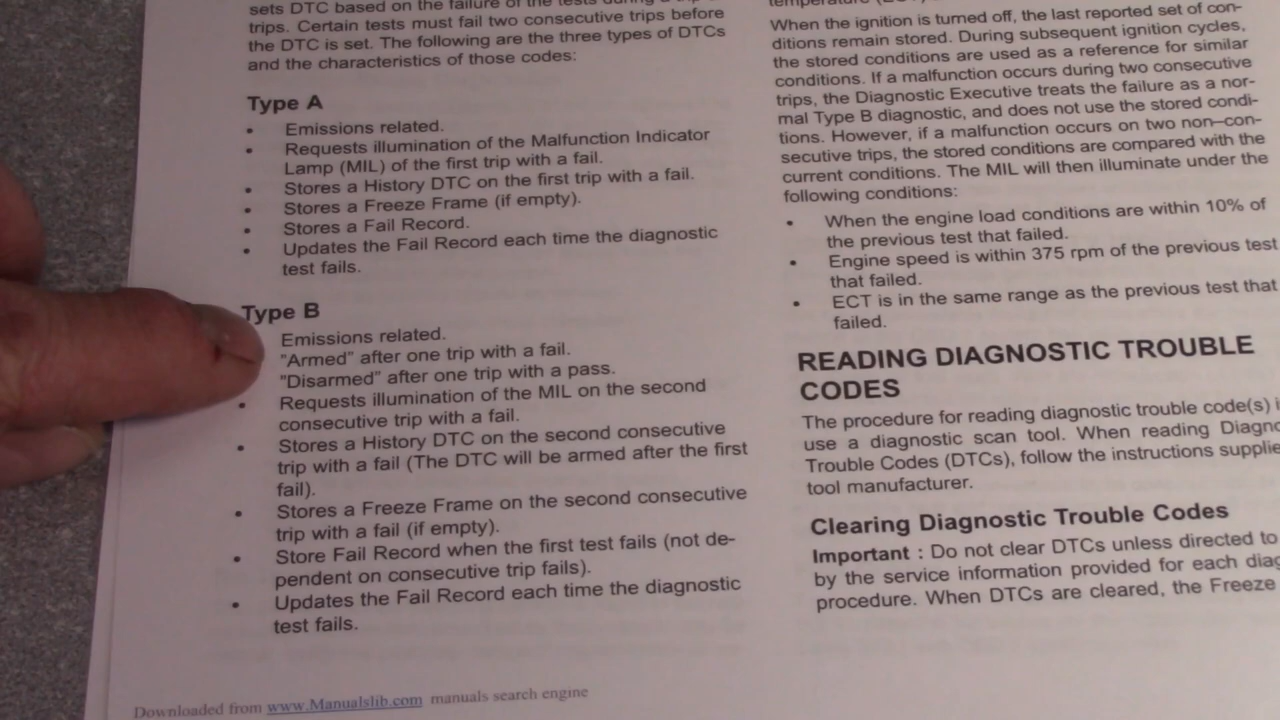 sets DTC based on the failure of the tests during a
trips. Certain tests must fail two consecutive trips before
the DTC is set. The following are the three types of DTCs
and the characteristics of those codes:
Type A
• Emissions related.
• Requests illumination of the Malfunction Indicator
Lamp (MIL) of the first trip with a fail.
• Stores a History DTC on the first trip with a fail.
• Stores a Freeze Frame (if empty).
• Stores a Fail Record.
• Updates the Fail Record each time the diagnostic
test fails.
Type B
Emissions related.
"Armed" after one trip with a fail.
"Disarmed" after one trip with a pass.
• Requests illumination of the MIL on the second
consecutive trip with a fail.
• Stores a History DTC on the second consecutive
trip with a fail (The DTC will be armed after the first
fail).
• Stores a Freeze Frame on the second consecutive
trip with a fail (if empty).
• Store Fail Record when the first test fails (not de-
pendent on consecutive trip fails).
• Updates the Fail Record each time the diagnostic
test fails.
When the ignition is turned off, the last reported set of con-
ditions remain stored. During subsequent ignition cycles,
the stored conditions are used as a reference for similar
conditions. If a malfunction occurs during two consecutive
trips, the Diagnostic Executive treats the failure as a nor-
mal Type B diagnostic, and does not use the stored condi-
tions. However, if a malfunction occurs on two non–con-
secutive trips, the stored conditions are compared with the
current conditions. The MIL will then illuminate under the
following conditions:
• When the engine load conditions are within 10% of
the previous test that failed.
• Engine speed is within 375 rpm of the previous test
that failed.
• ECT is in the same range as the previous test that
failed.
READING DIAGNOSTIC TROUBLE
CODES
The procedure for reading diagnostic trouble code(s)
use a diagnostic scan tool. When reading
Trouble Codes (DTCs), follow the instructions
tool manufacturer.
Clearing Diagnostic Trouble Codes
Important : Do not clear DTCs unless directed to
by the service information provided for each
procedure. When DTCs are cleared, the Freeze
Downloaded from www.Manualslib.com manuals search engine